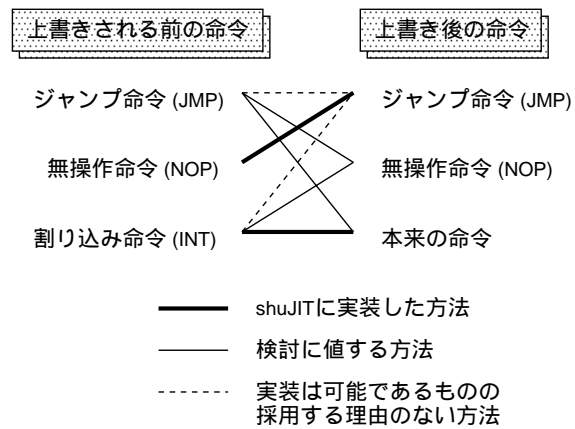 上書きされる前の命令 上書き後の命令
ジャンプ命令 (JMP) ジャンプ命令 (JMP)
無操作命令 (NOP) 無操作命令 (NOP)
割り込み命令 (INT) 本来の命令
shuJITに実装した方法
検討に値する方法
実装は可能であるものの
採用する理由のない方法